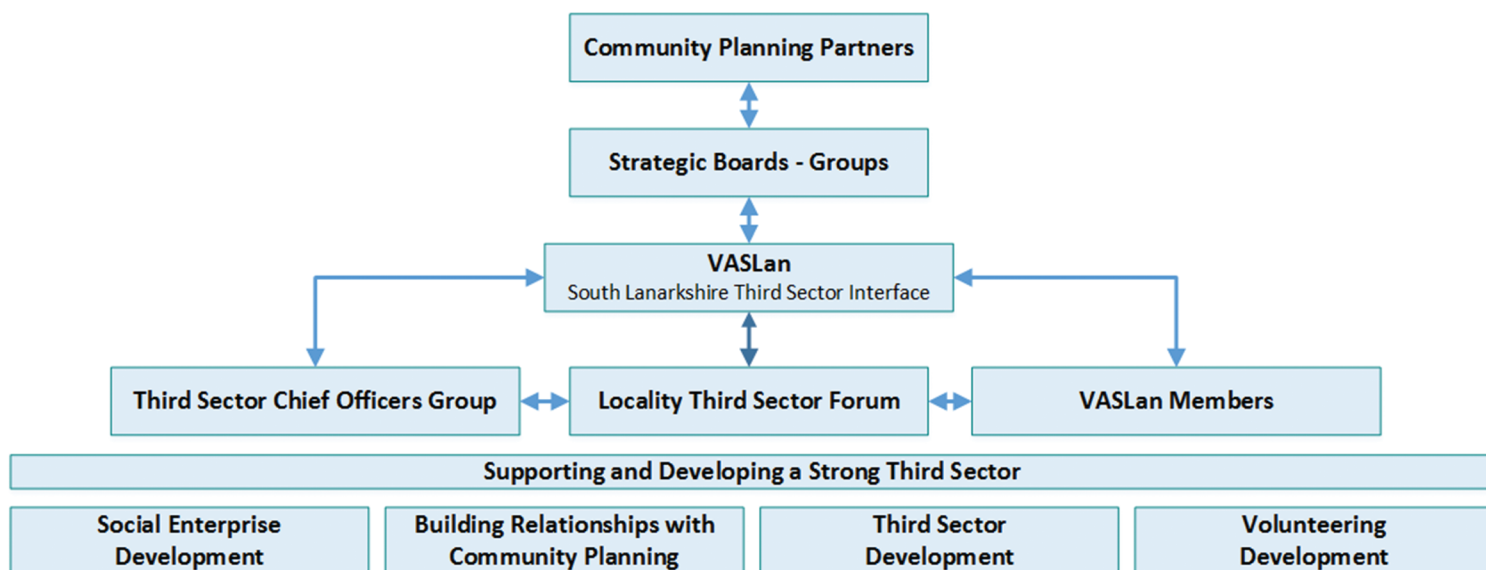 Community Planning Partners
Strategic Boards - Groups
VASLan
South Lanarkshire Third Sector Interface
Third Sector Chief Officers Group
Locality Third Sector Forum
VASLan Members
Supporting and Developing a Strong Third Sector
Social Enterprise
Development
Building Relationships with
Community Planning
Third Sector
Development
Volunteering
Development